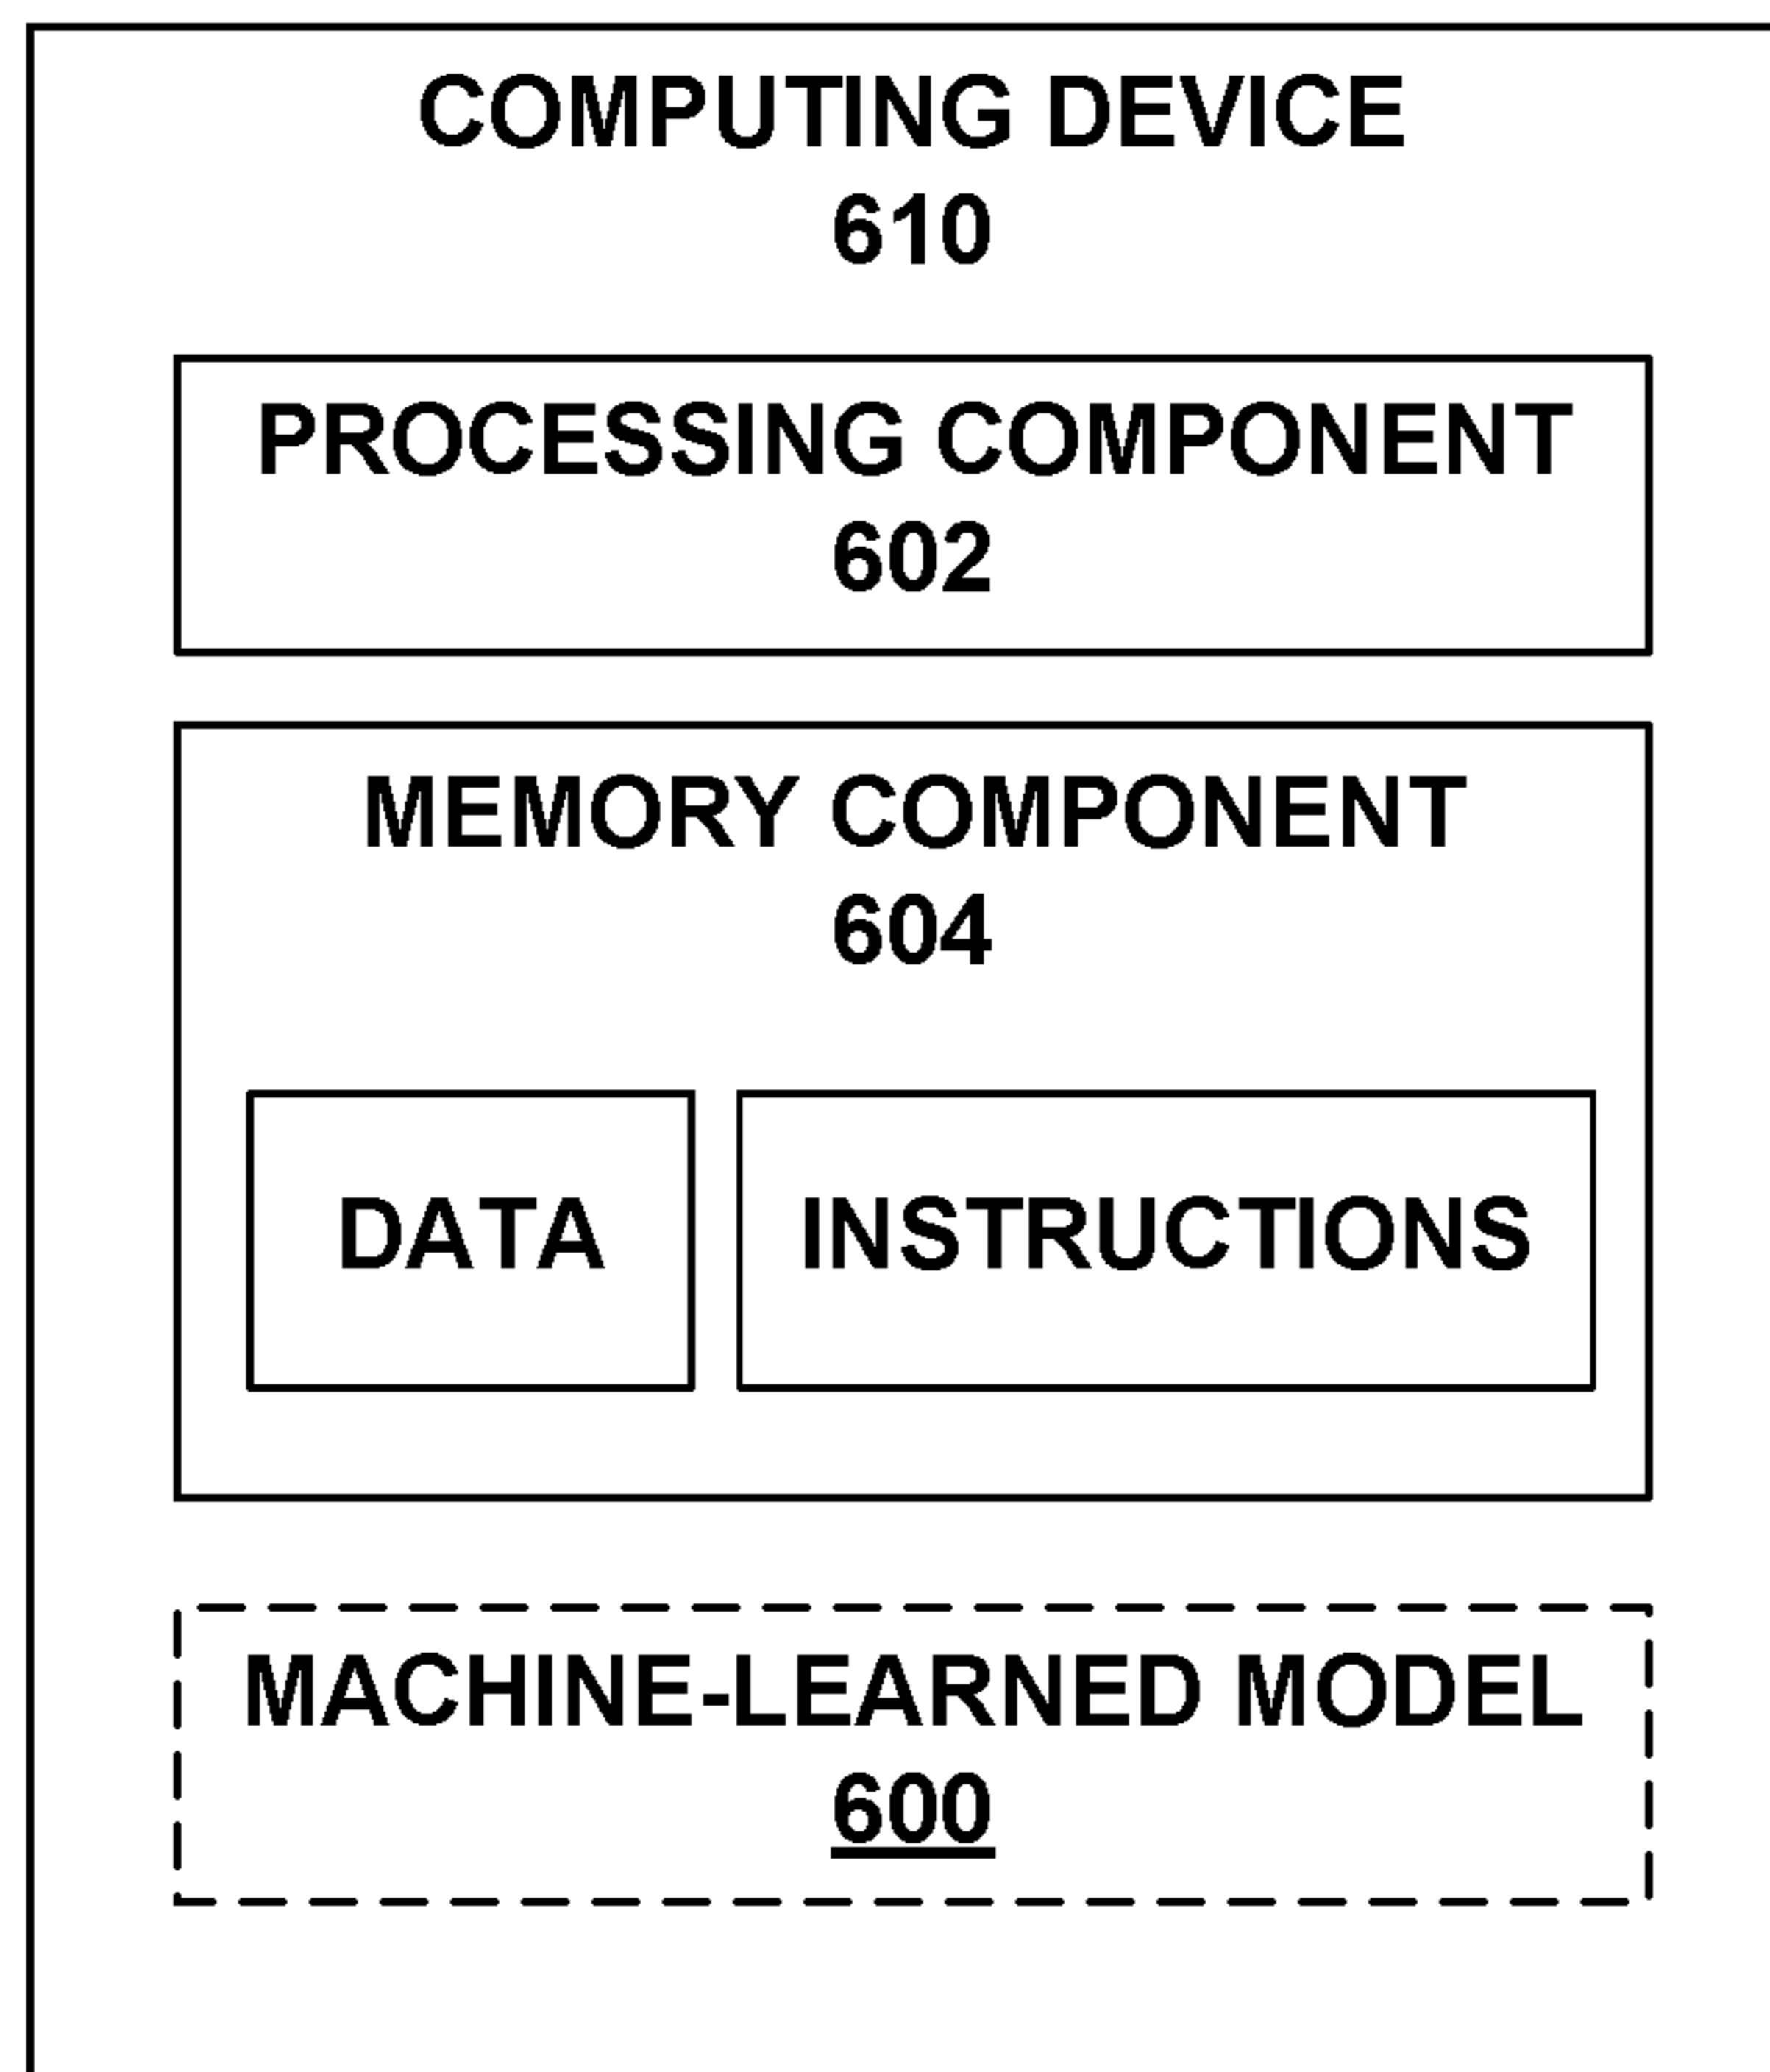 COMPUTING DEVICE
610
PROCESSING COMPONENT
602
MEMORY COMPONENT
604
DATA
INSTRUCTIONS
MACHINE-LEARNED MODEL
600